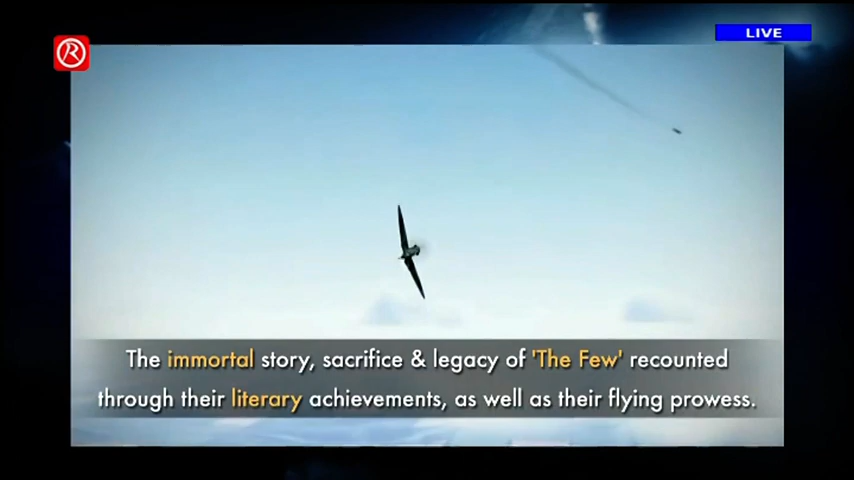 R
LIVE
The immortal story, sacrifice & legacy of 'The Few' recounted
through their literary achievements, as well as their flying prowess.